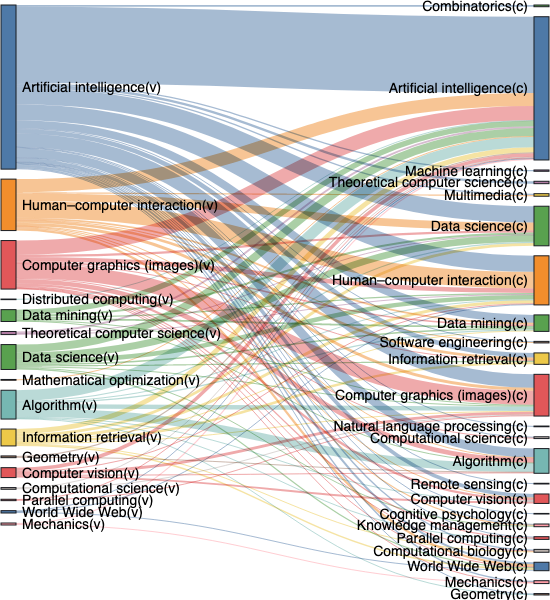 Combinatorics(c)
Artificial intelligence(v)
Artificial intelligence(c)
Machine learning(c)
Theoretical computer science(c)
Multimedia(c)
Human–computer interaction(v)
Data science(c)
Computer graphics (images)(v)
Human–computer interaction(c)
Distributed computing(v)
Data mining(v)
Data mining(c)
Theoretical computer science(v)
Software engineering(c)
Data science(v)
Information retrieval(c)
Mathematical optimization(v)
Computer graphics (images)(c)
Algorithm(v)
Natural language processing(c)
Information retrieval(v)
Computational science(c)
Geometry(v)
Algorithm(c)
Computer vision(v)
Remote sensing(c)
Computational science(v)
Computer vision(c)
Parallel computing(v)
World Wide Web(v)
Cognitive psychology(c)
Mechanics(v)
Knowledge management(c)
Parallel computing(c)
Computational biology(c)
World Wide Web(c)
Mechanics(c)
Geometry(c)